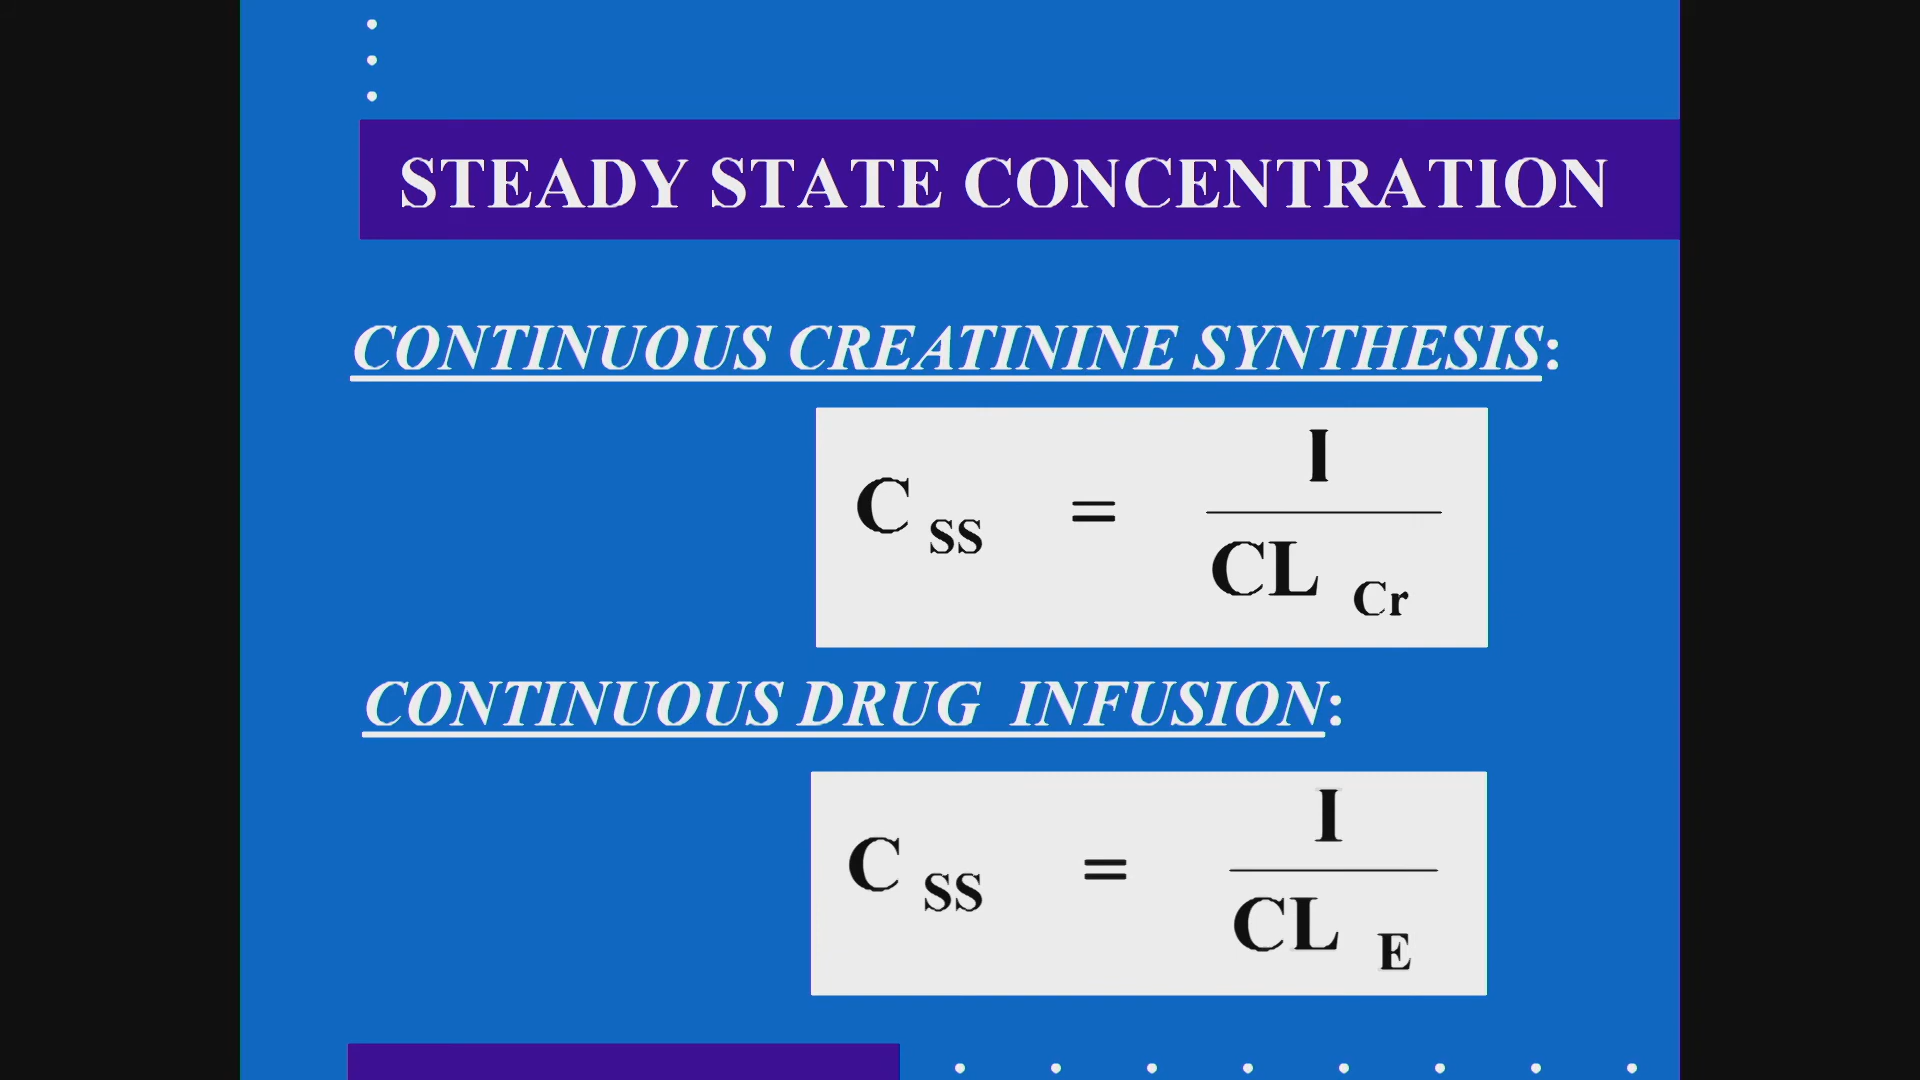 STEADY STATE CONCENTRATION
CONTINUOUS CREATININE SYNTHESIS:
C SS = I / CL Cr
CONTINUOUS DRUG INFUSION:
C SS = I / CL E